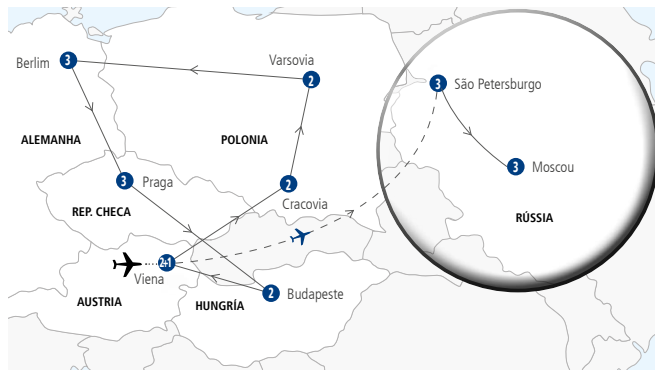 Berlim
3
Varsovia
2
3
São Petersburgo
ALEMANHA
POLONIA
3
Moscou
3
Praga
2
Cracovia
REP. CHECA
RÚSSIA
2+1
Viena
AUSTRIA
HUNGRÍA
2
Budapeste